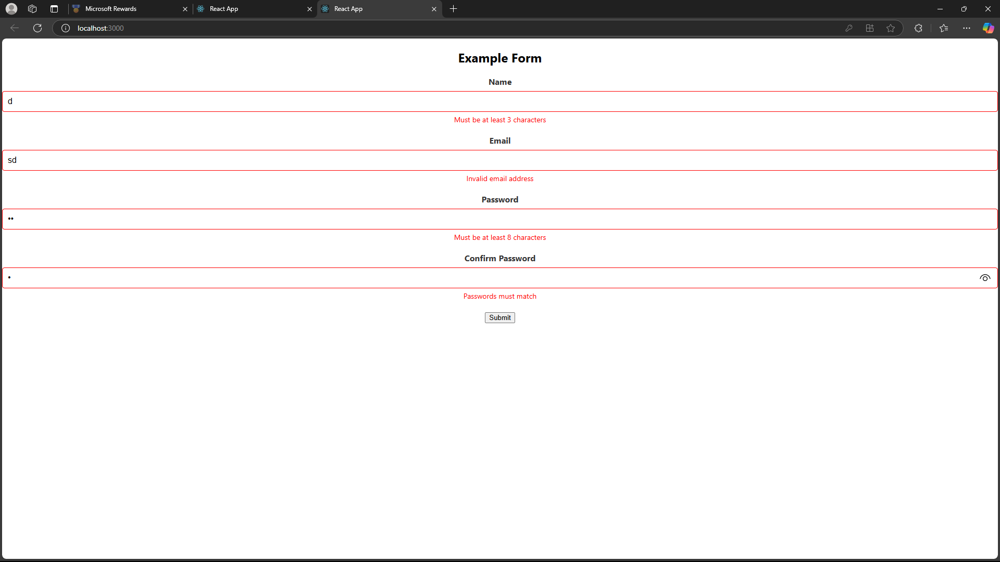 Microsoft Rewards
React App
React App
localhost:3000
Example Form
Name
d
Must be at least 3 characters
Email
sd
Invalid email address
Password
••
Must be at least 8 characters
Confirm Password
•
Passwords must match
Submit